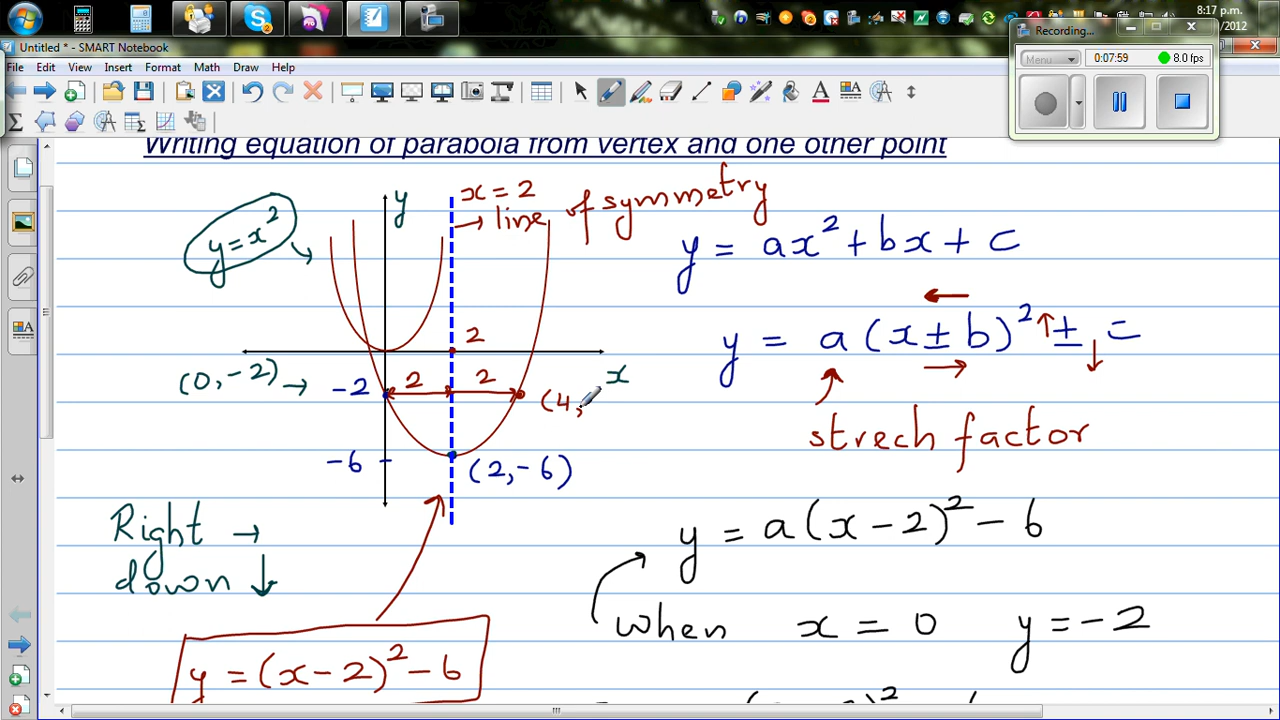 8:17 p.m.
/2012
Untitled * - SMART Notebook
Recording...
Menu
0:07:59
8.0 fps
File Edit View Insert Format Math Draw Help
Writing equation of parabola from vertex and one other point
x = 2
→ line of symmetry
y
y = x²
y = ax² + bx + c
←
y = a (x ± b)² ↑ ± ↓ c
→
strech factor
2
x
(0, -2) →
-2
2
2
(4,
-6
(2, -6)
Right →
down ↓
y = a(x - 2)² - 6
when x = 0 y = -2
y = (x - 2)² - 6